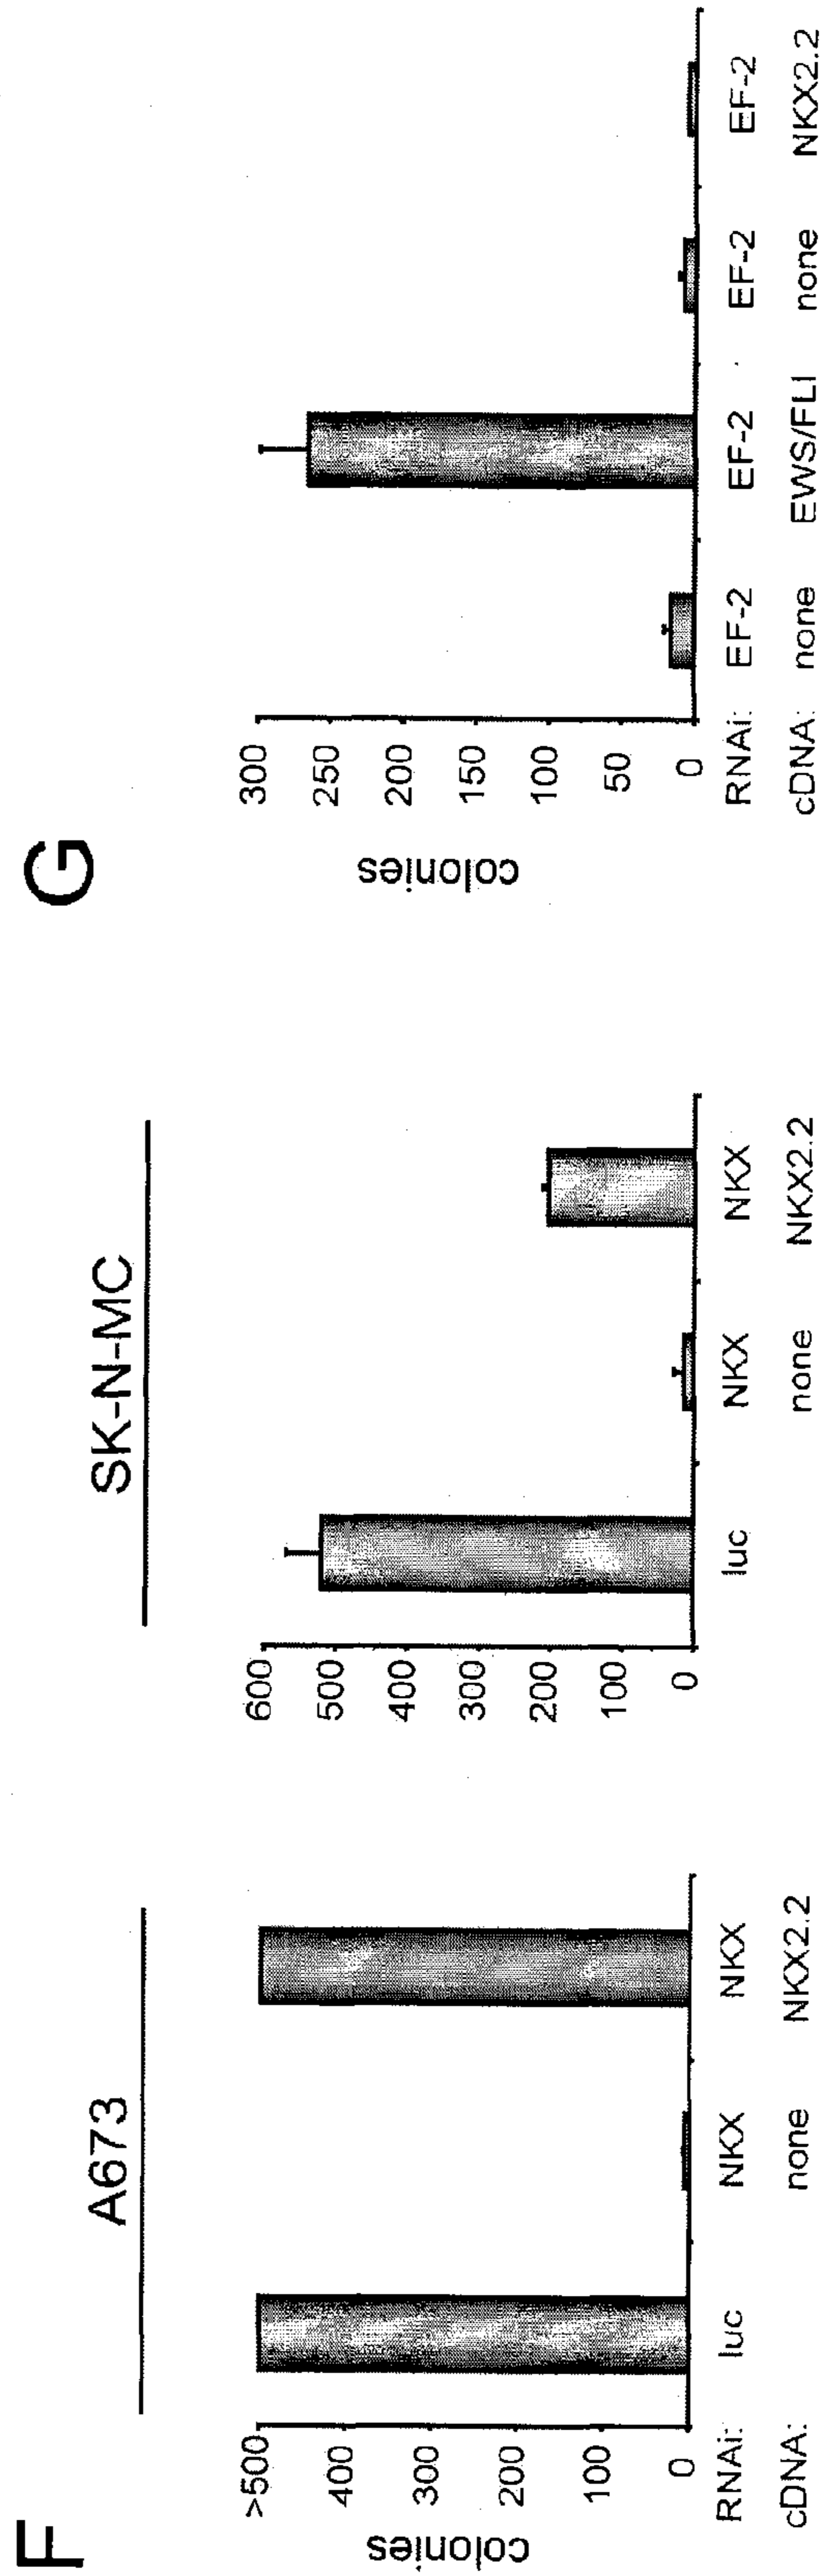 F
A673
colonies
>500
400
300
200
100
0
RNAi: luc NKX NKX
cDNA: none NKX2.2
SK-N-MC
600
500
400
300
200
100
0
luc NKX NKX
none NKX2.2
G
colonies
300
250
200
150
100
50
0
RNAi: EF-2 EF-2 EF-2 EF-2
cDNA: none EWS/FLI none NKX2.2